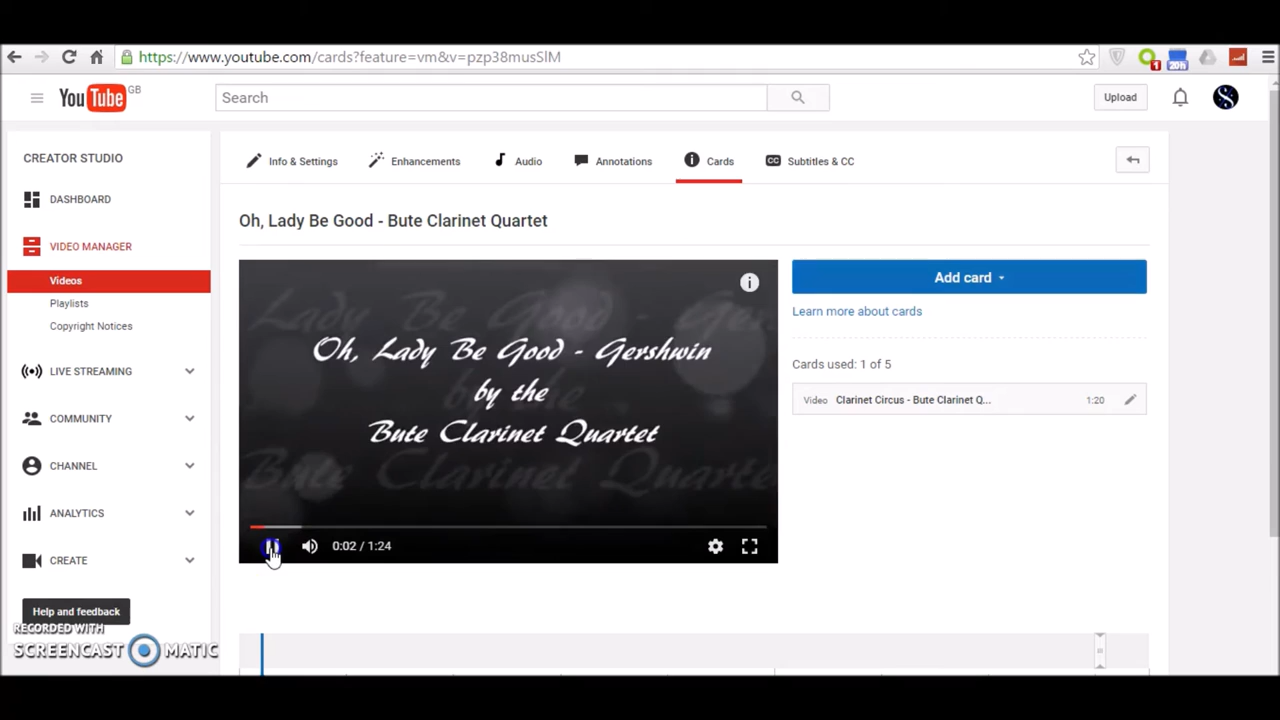 https://www.youtube.com/cards?feature=vm&v=pzp38musSlM
1
20h
YouTube GB
Search
Upload
CREATOR STUDIO
DASHBOARD
VIDEO MANAGER
Videos
Playlists
Copyright Notices
LIVE STREAMING
COMMUNITY
CHANNEL
ANALYTICS
CREATE
Help and feedback
RECORDED WITH
SCREENCAST MATIC
Info & Settings
Enhancements
Audio
Annotations
Cards
CC Subtitles & CC
Oh, Lady Be Good - Bute Clarinet Quartet
Oh, Lady Be Good - Gershwin
by the
Bute Clarinet Quartet
0:02 / 1:24
Add card
Learn more about cards
Cards used: 1 of 5
Video Clarinet Circus - Bute Clarinet Q... 1:20